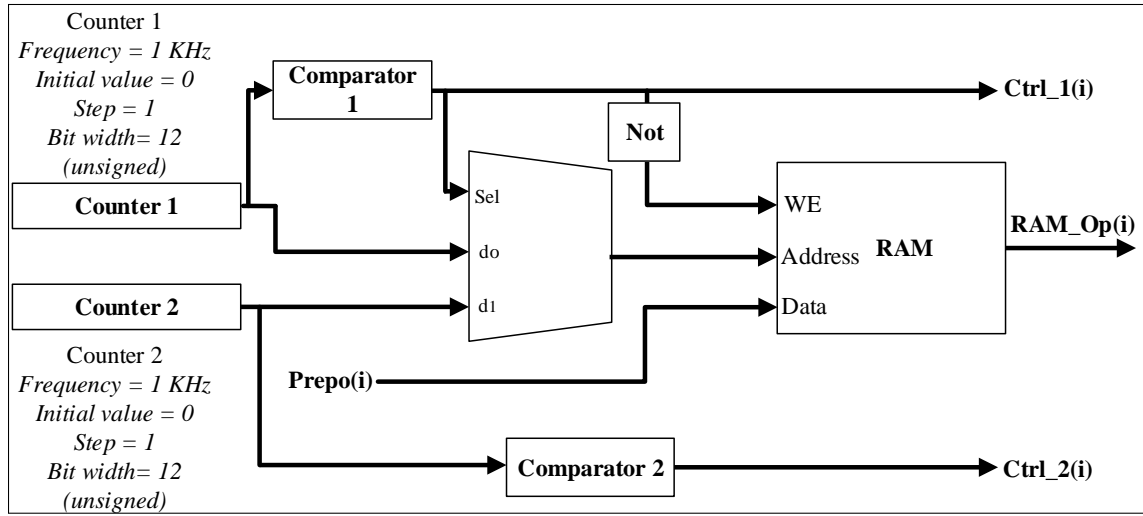 Counter 1
Frequency = 1 KHz
Initial value = 0
Step = 1
Bit width= 12
(unsigned)
Counter 1
Comparator
1
Ctrl_1(i)
Not
Sel
do
d1
WE
Address
Data
RAM
RAM_Op(i)
Counter 2
Counter 2
Frequency = 1 KHz
Initial value = 0
Step = 1
Bit width= 12
(unsigned)
Prepo(i)
Comparator 2
Ctrl_2(i)